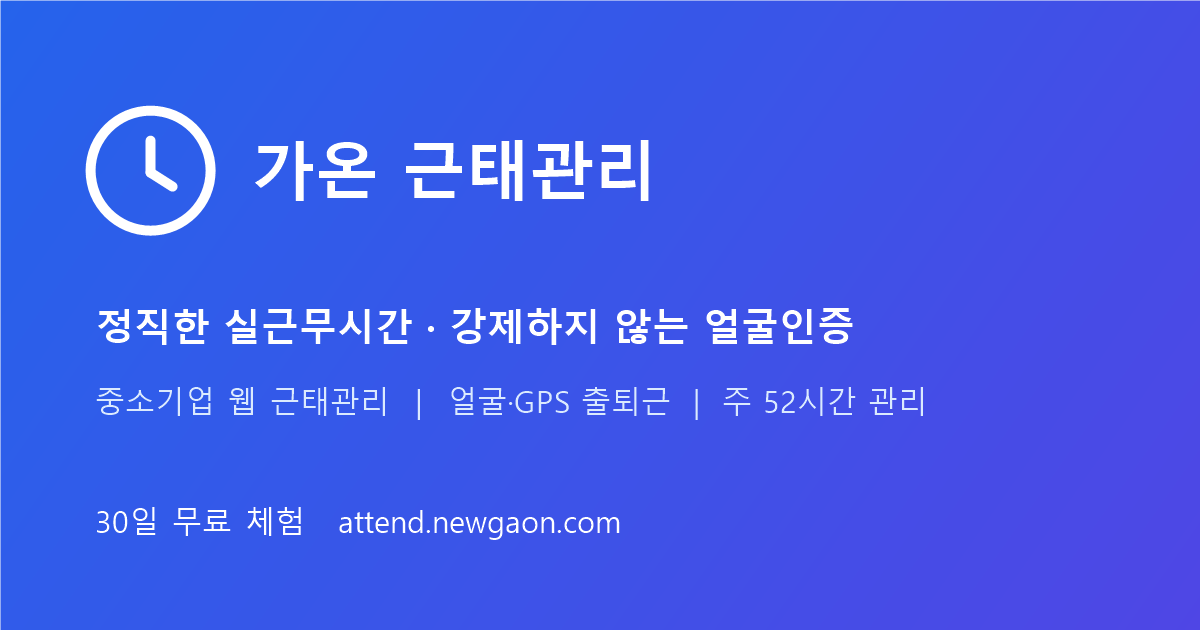 가온 근태관리
정직한 실근무시간 · 강제하지 않는 얼굴인증
중소기업 웹 근태관리 | 얼굴·GPS 출퇴근 | 주 52시간 관리
30일 무료 체험 attend.newgaon.com